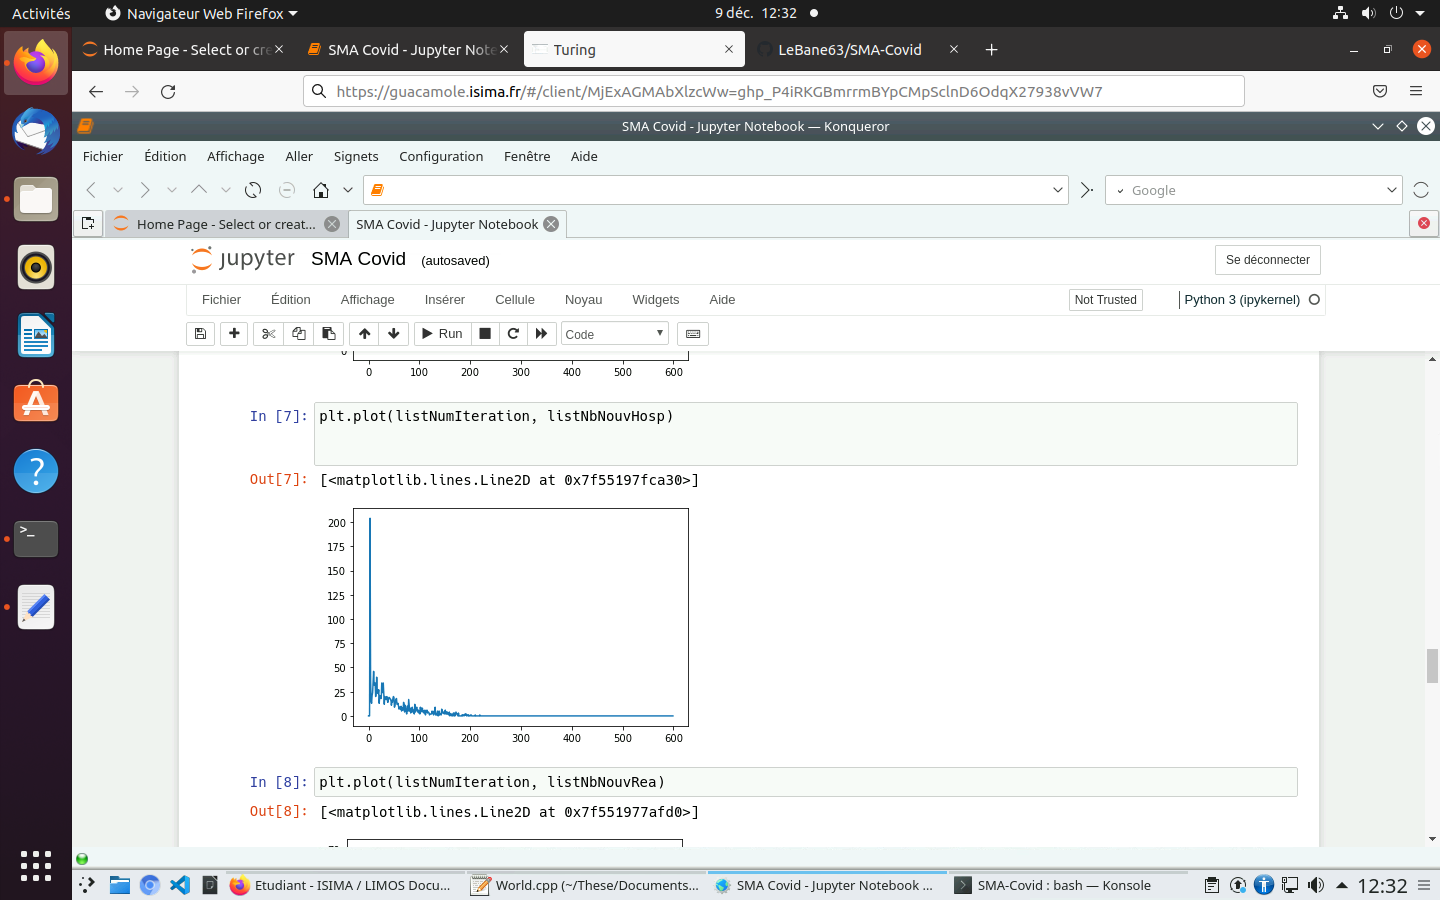 Activités
Navigateur Web Firefox
9 déc. 12:32
Home Page - Select or cre
SMA Covid - Jupyter Note
Turing
LeBane63/SMA-Covid
https://guacamole.isima.fr/#/client/
SMA Covid - Jupyter Notebook — Konqueror
Fichier Édition Affichage Aller Signets Configuration Fenêtre Aide
Google
Home Page - Select or creat...
SMA Covid - Jupyter Notebook
jupyter SMA Covid (autosaved)
Se déconnecter
Fichier Édition Affichage Insérer Cellule Noyau Widgets Aide
Not Trusted
Python 3 (ipykernel)
Run
Code
0
0 100 200 300 400 500 600
In [7]: plt.plot(listNumIteration, listNbNouvHosp)
Out[7]: [<matplotlib.lines.Line2D at 0x7f55197fca30>]
200
175
150
125
100
75
50
25
0
0 100 200 300 400 500 600
In [8]: plt.plot(listNumIteration, listNbNouvRea)
Out[8]: [<matplotlib.lines.Line2D at 0x7f551977afd0>]
Etudiant - ISIMA / LIMOS Docu...
World.cpp (~/These/Documents...
SMA Covid - Jupyter Notebook ...
SMA-Covid : bash — Konsole
12:32